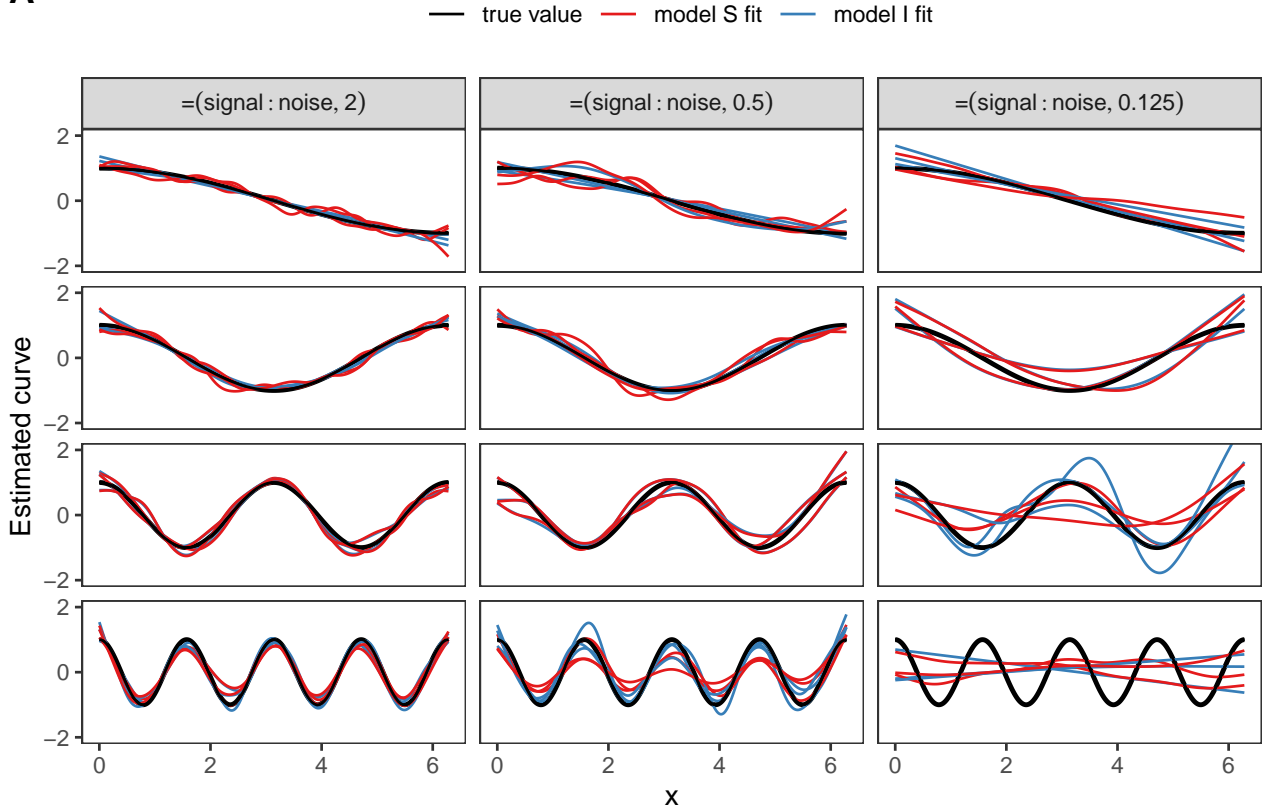 true value model S fit model I fit
=(signal : noise, 2) =(signal : noise, 0.5) =(signal : noise, 0.125)
Estimated curve
2
0
−2
2
0
−2
2
0
−2
2
0
−2
0 2 4 6 0 2 4 6 0 2 4 6
x